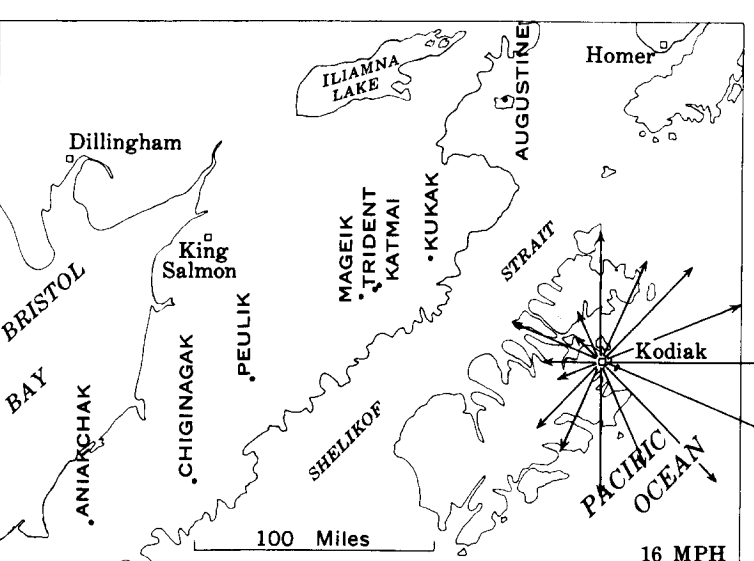 Homer
ILIAMNA
LAKE
AUGUSTINE
Dillingham
KUKAK
MAGEIK
TRIDENT
KATMAI
STRAIT
King
Salmon
BRISTOL
BAY
PEULIK
CHIGINAGAK
Kodiak
ANIAKCHAK
SHELIKOF
PACIFIC
OCEAN
100 Miles
16 MPH